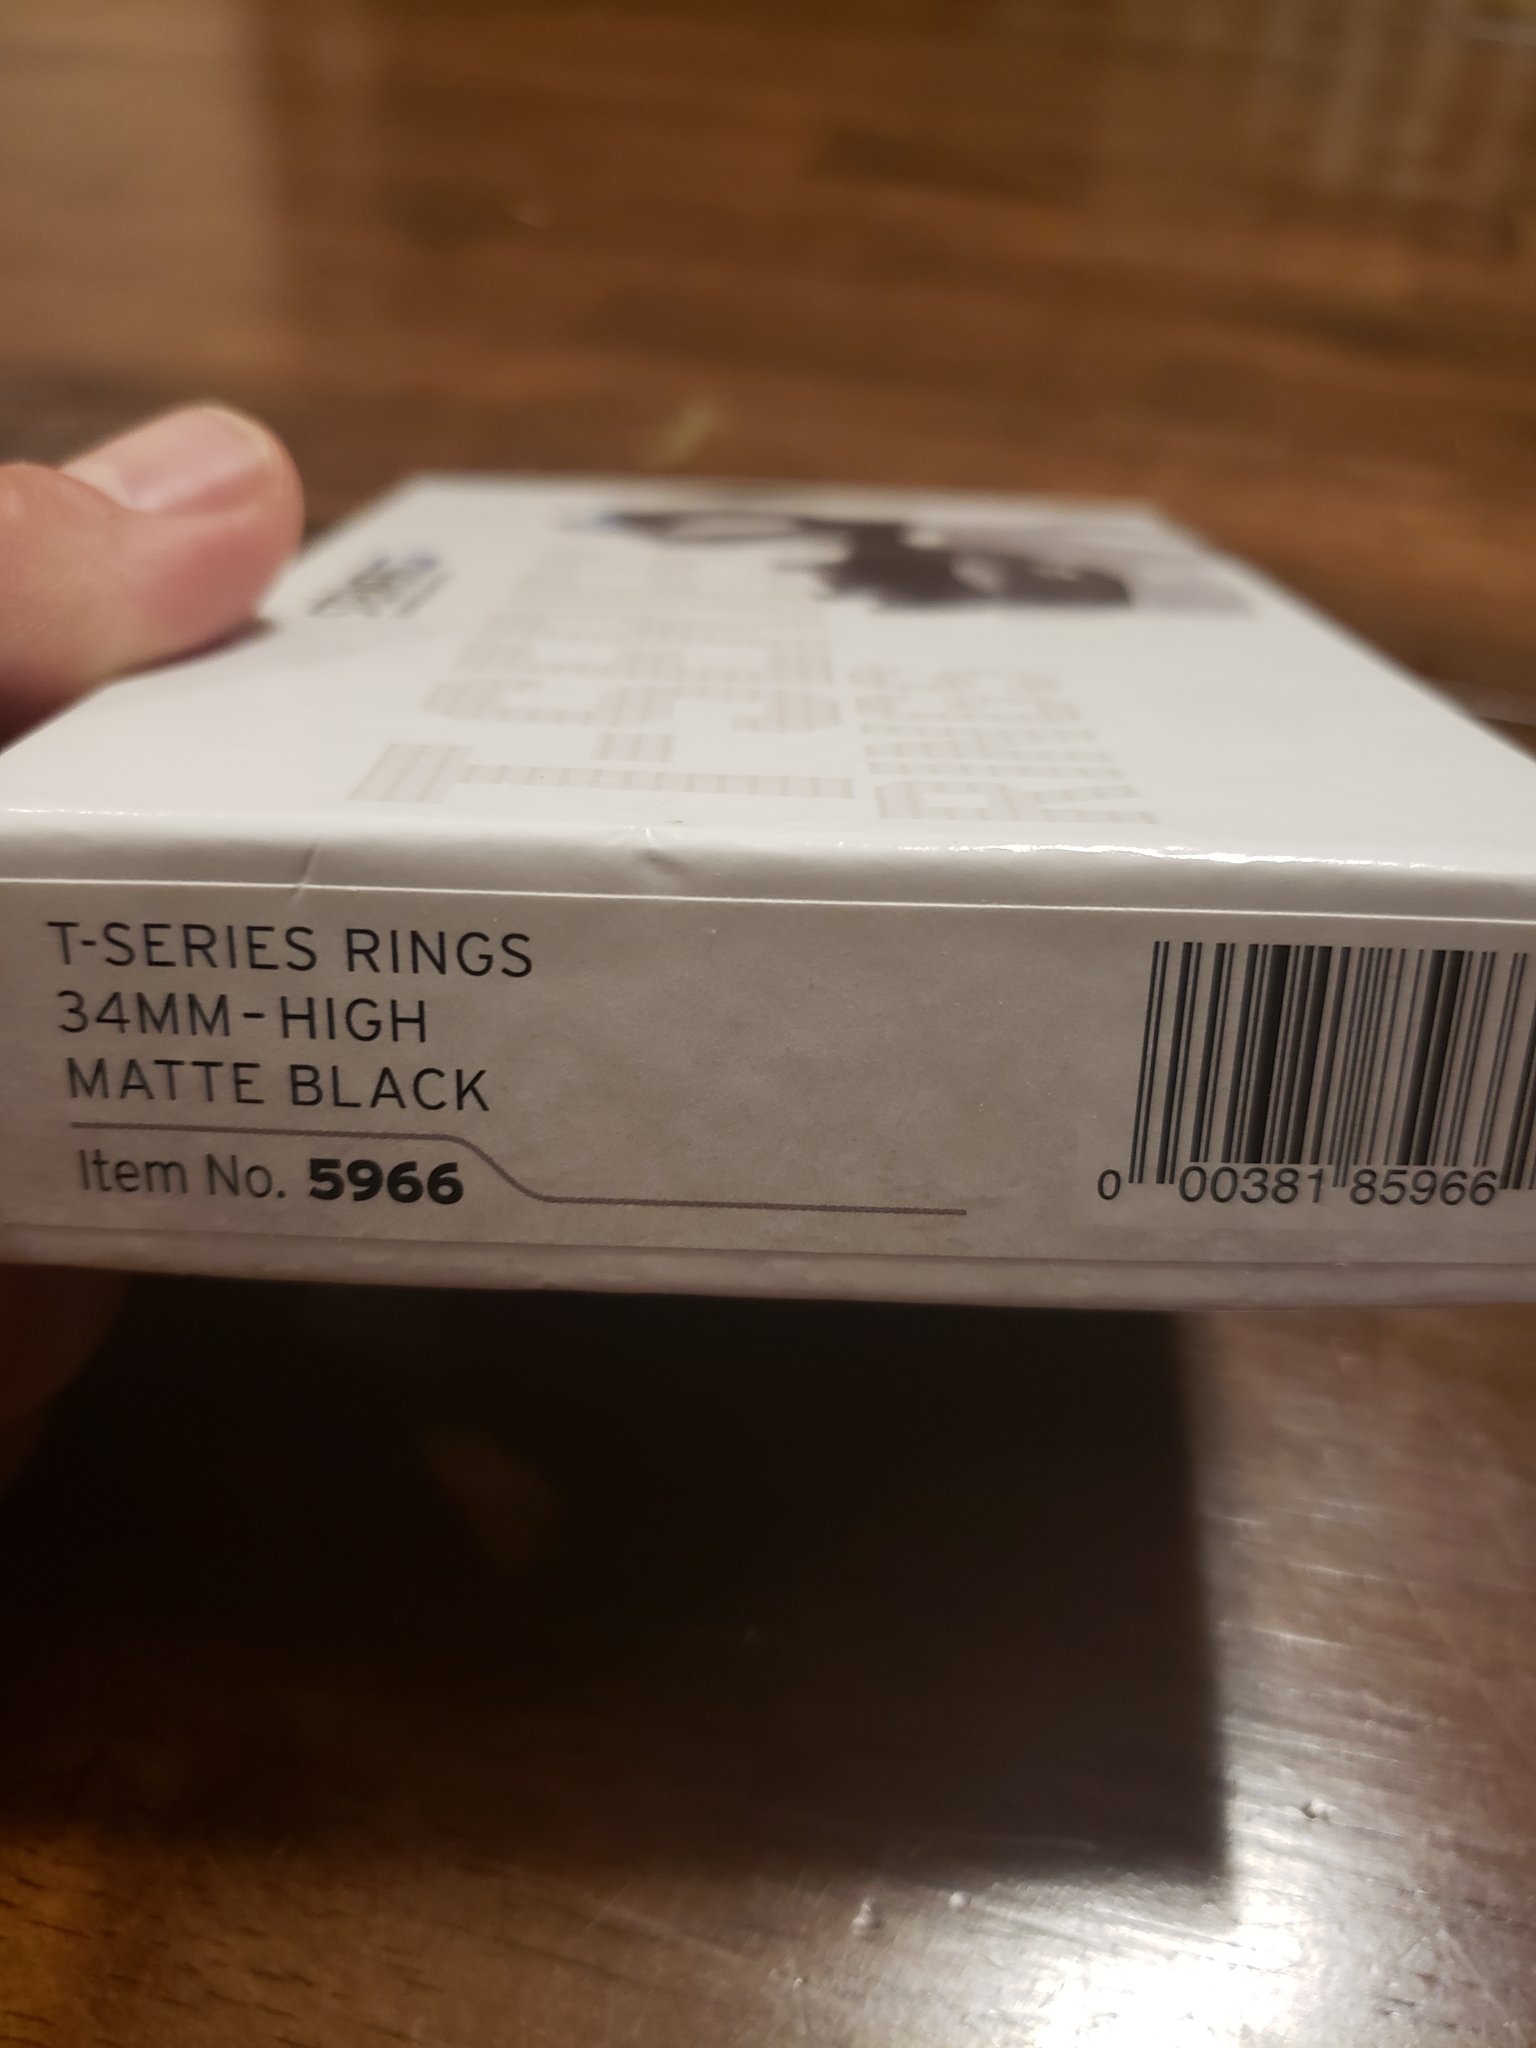 T-SERIES RINGS
34MM-HIGH
MATTE BLACK
Item No. 5966
0 00381 85966